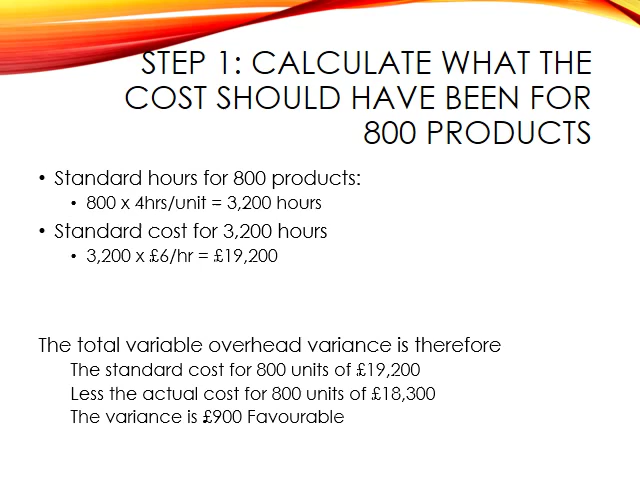 STEP 1: CALCULATE WHAT THE
COST SHOULD HAVE BEEN FOR
800 PRODUCTS
• Standard hours for 800 products:
• 800 x 4hrs/unit = 3,200 hours
• Standard cost for 3,200 hours
• 3,200 x £6/hr = £19,200
The total variable overhead variance is therefore
The standard cost for 800 units of £19,200
Less the actual cost for 800 units of £18,300
The variance is £900 Favourable